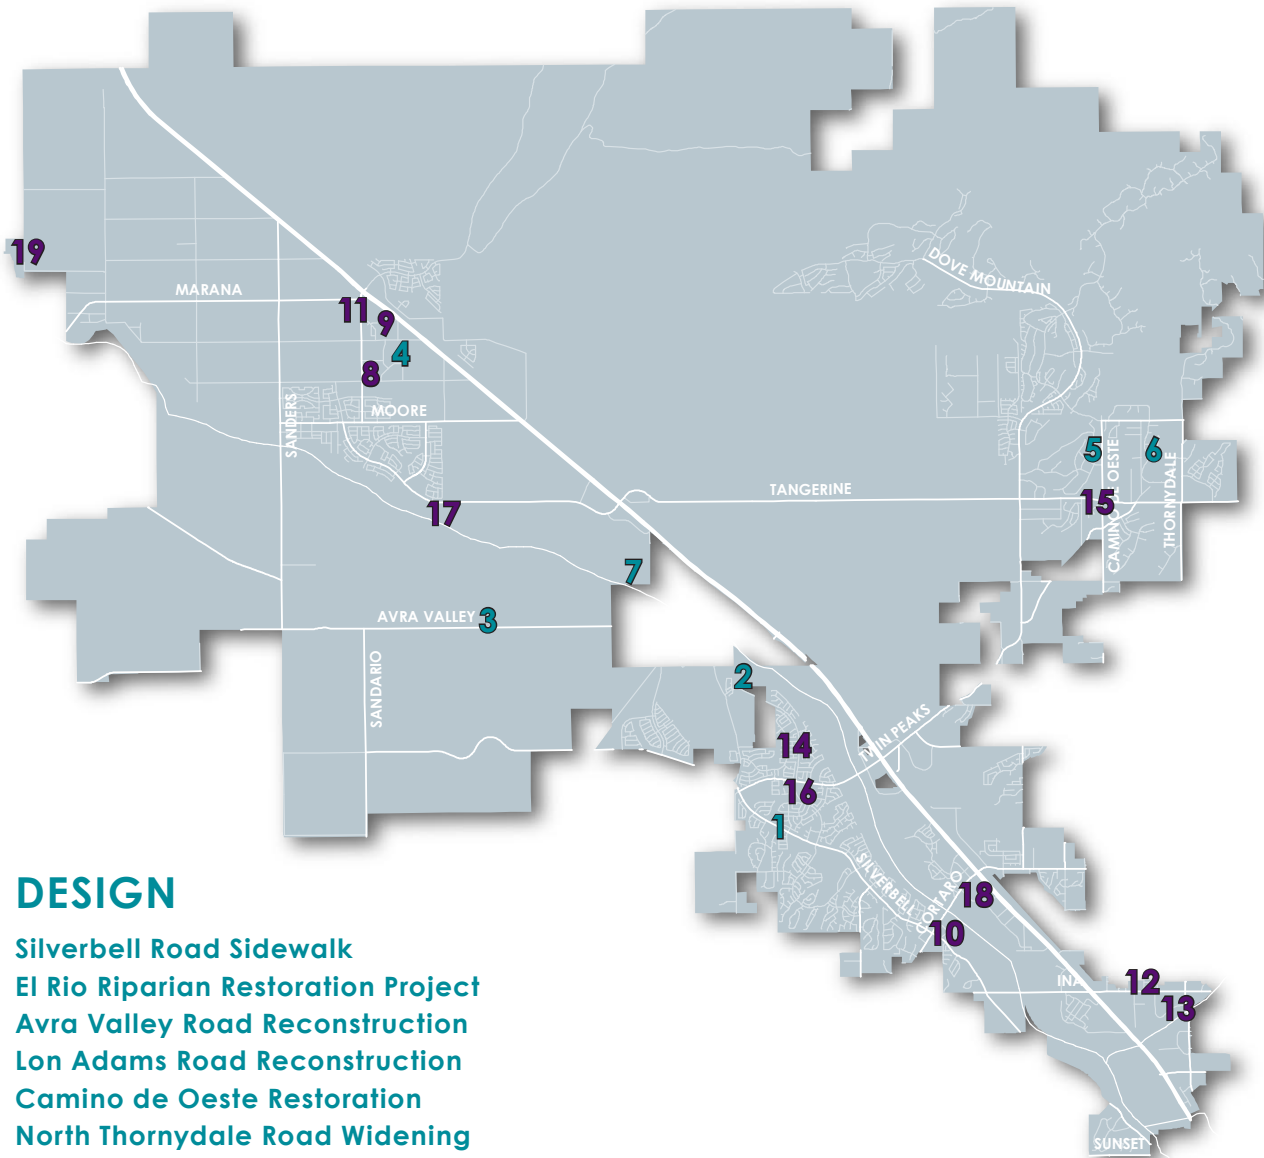 DOVE MOUNTAIN
19
MARANA
11
9
4
8
MOORE
SANDERS
5
6
CAMINO DE OESTE
THORNYDALE
TANGERINE
15
17
7
AVRA VALLEY
3
SANDARIO
2
TWIN PEAKS
14
16
1
SILVERBELL
CORTARO
18
10
INA
12
13
SUNSET
DESIGN
Silverbell Road Sidewalk
El Rio Riparian Restoration Project
Avra Valley Road Reconstruction
Lon Adams Road Reconstruction
Camino de Oeste Restoration
North Thornydale Road Widening